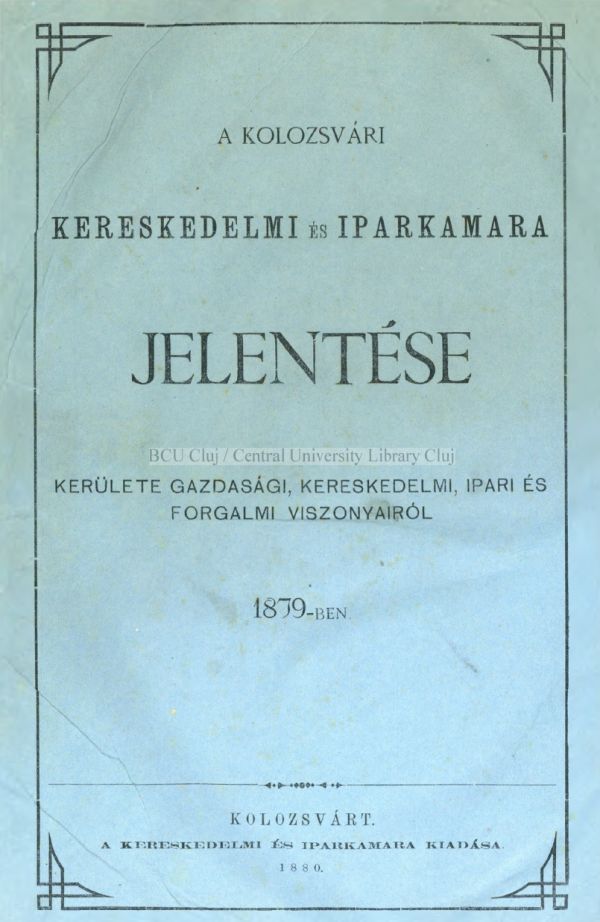 A KOLOZSVÁRI
KERESKEDELMI ÉS IPARKAMARA
JELENTÉSE
BCU Cluj / Central University Library Cluj
KERÜLETE GAZDASÁGI, KERESKEDELMI, IPARI ÉS
FORGALMI VISZONYAIRÓL
1879-BEN.
KOLOZSVÁRT.
A KERESKEDELMI ÉS IPARKAMARA KIADÁSA.
1880.